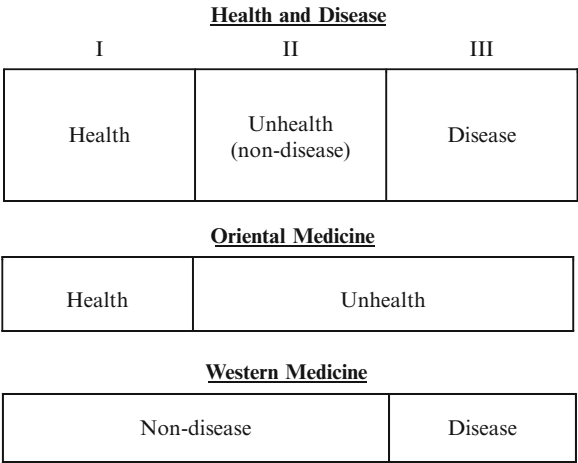 Health and Disease
I II III
Health Unhealth (non-disease) Disease
Oriental Medicine
Health Unhealth
Western Medicine
Non-disease Disease